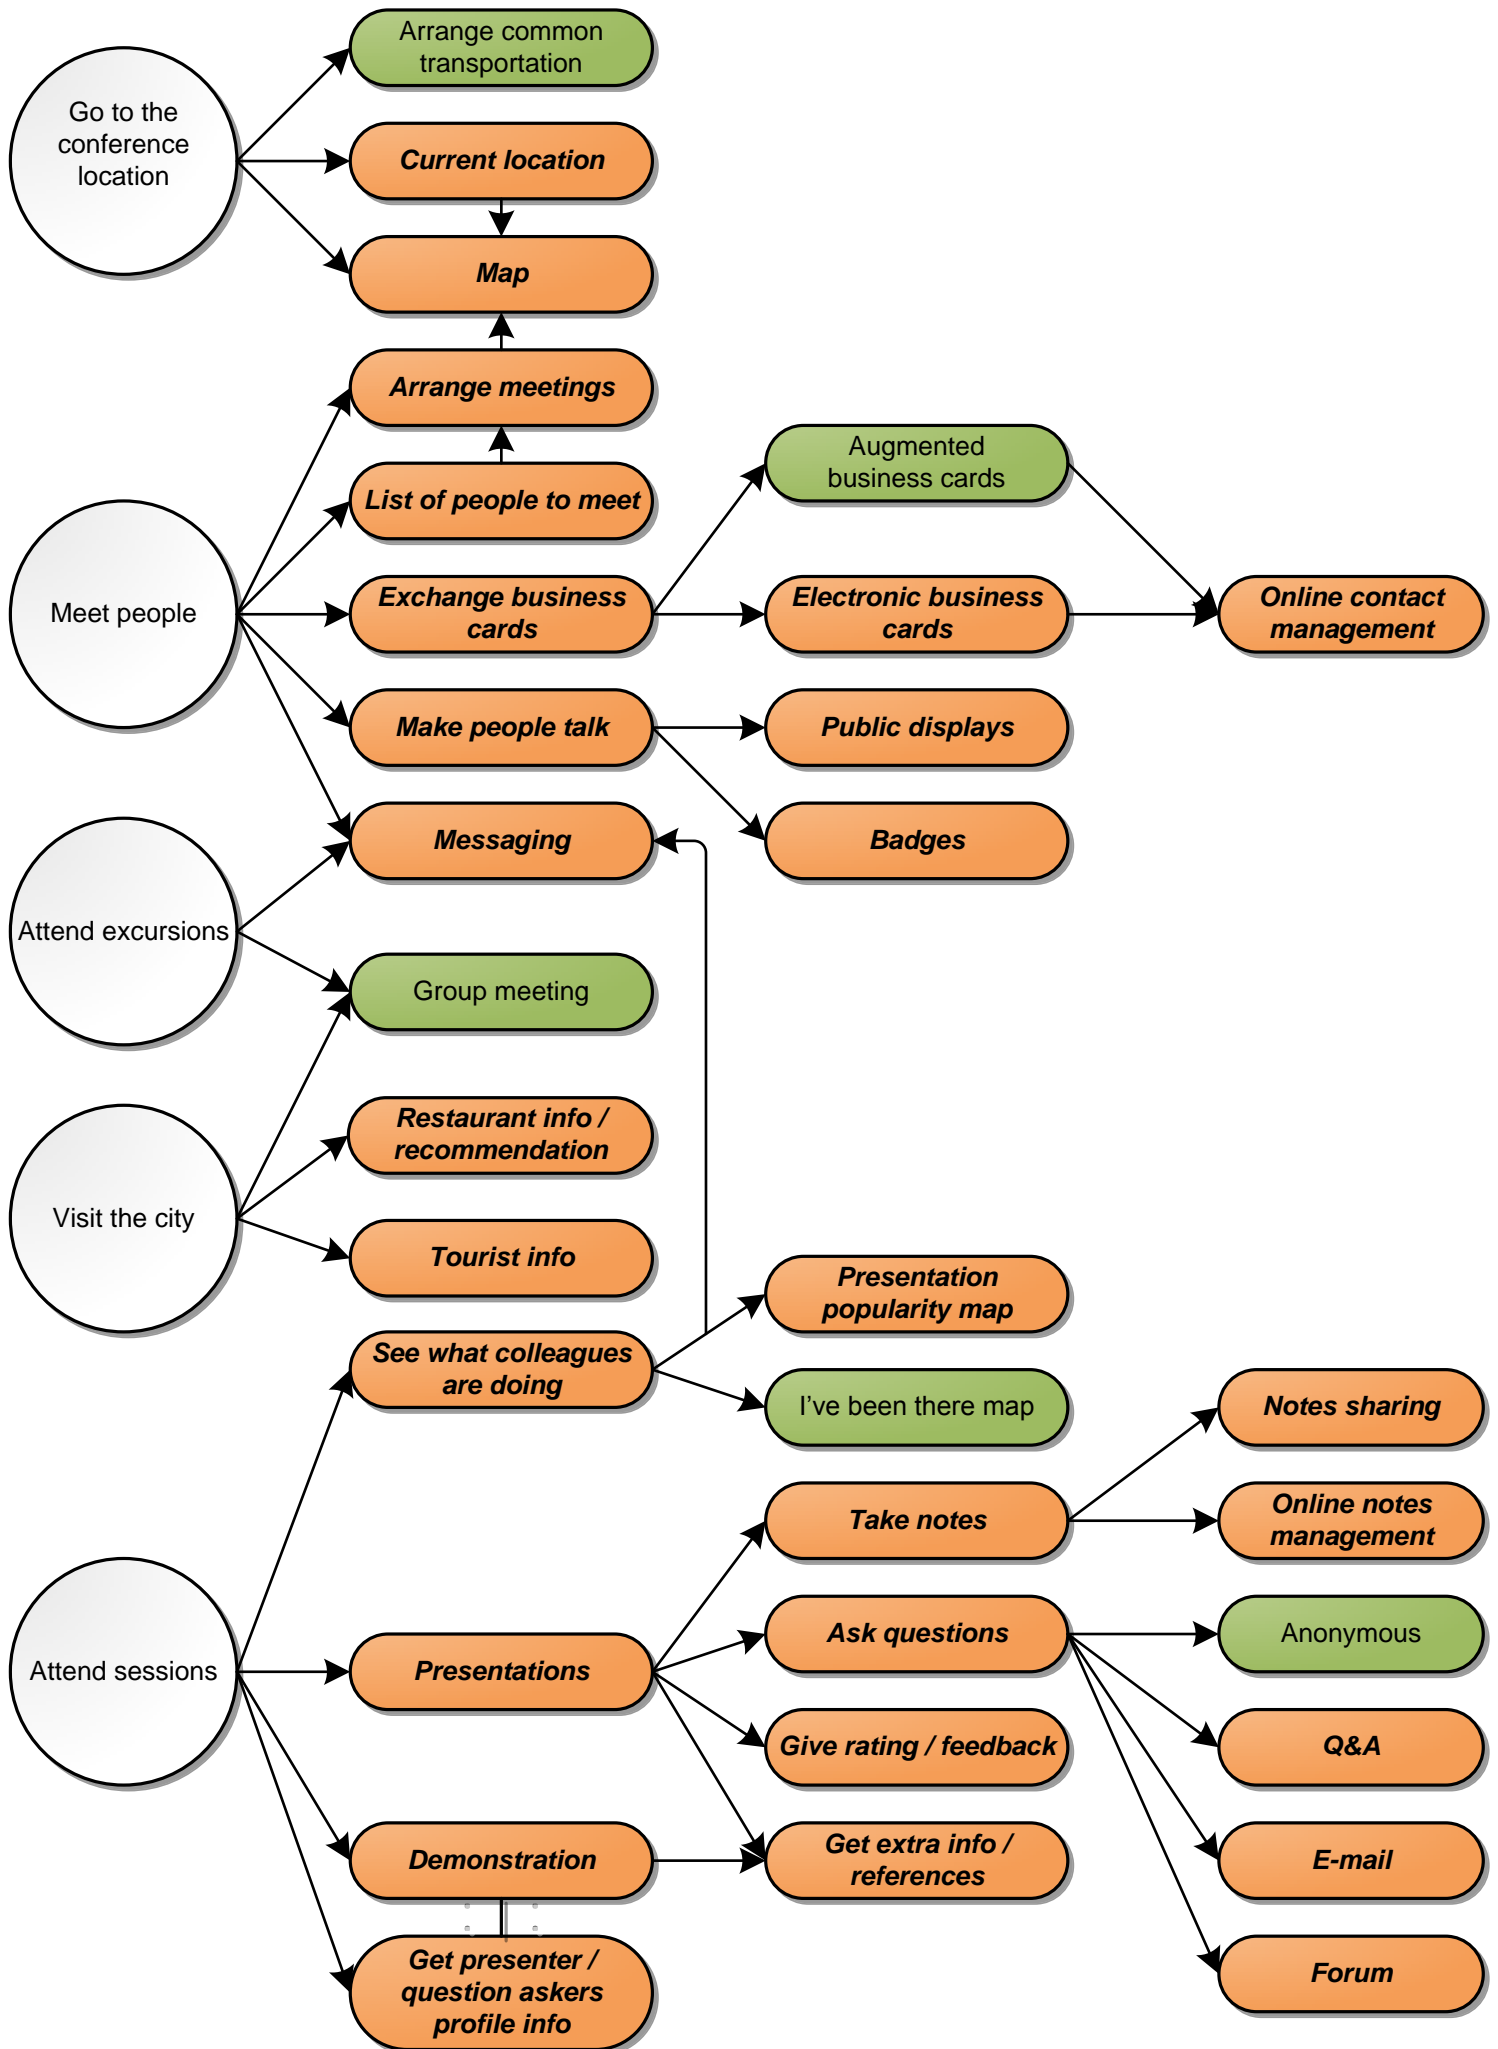 Arrange common
transportation
Go to the
conference
location
Current location
Map
Arrange meetings
Augmented
business cards
List of people to meet
Meet people
Exchange business
cards
Electronic business
cards
Online contact
management
Make people talk
Public displays
Messaging
Badges
Attend excursions
Group meeting
Restaurant info /
recommendation
Visit the city
Tourist info
Presentation
popularity map
See what colleagues
are doing
I've been there map
Notes sharing
Take notes
Online notes
management
Attend sessions
Presentations
Ask questions
Anonymous
Give rating / feedback
Q&A
Demonstration
Get extra info /
references
E-mail
Get presenter /
question askers
profile info
Forum